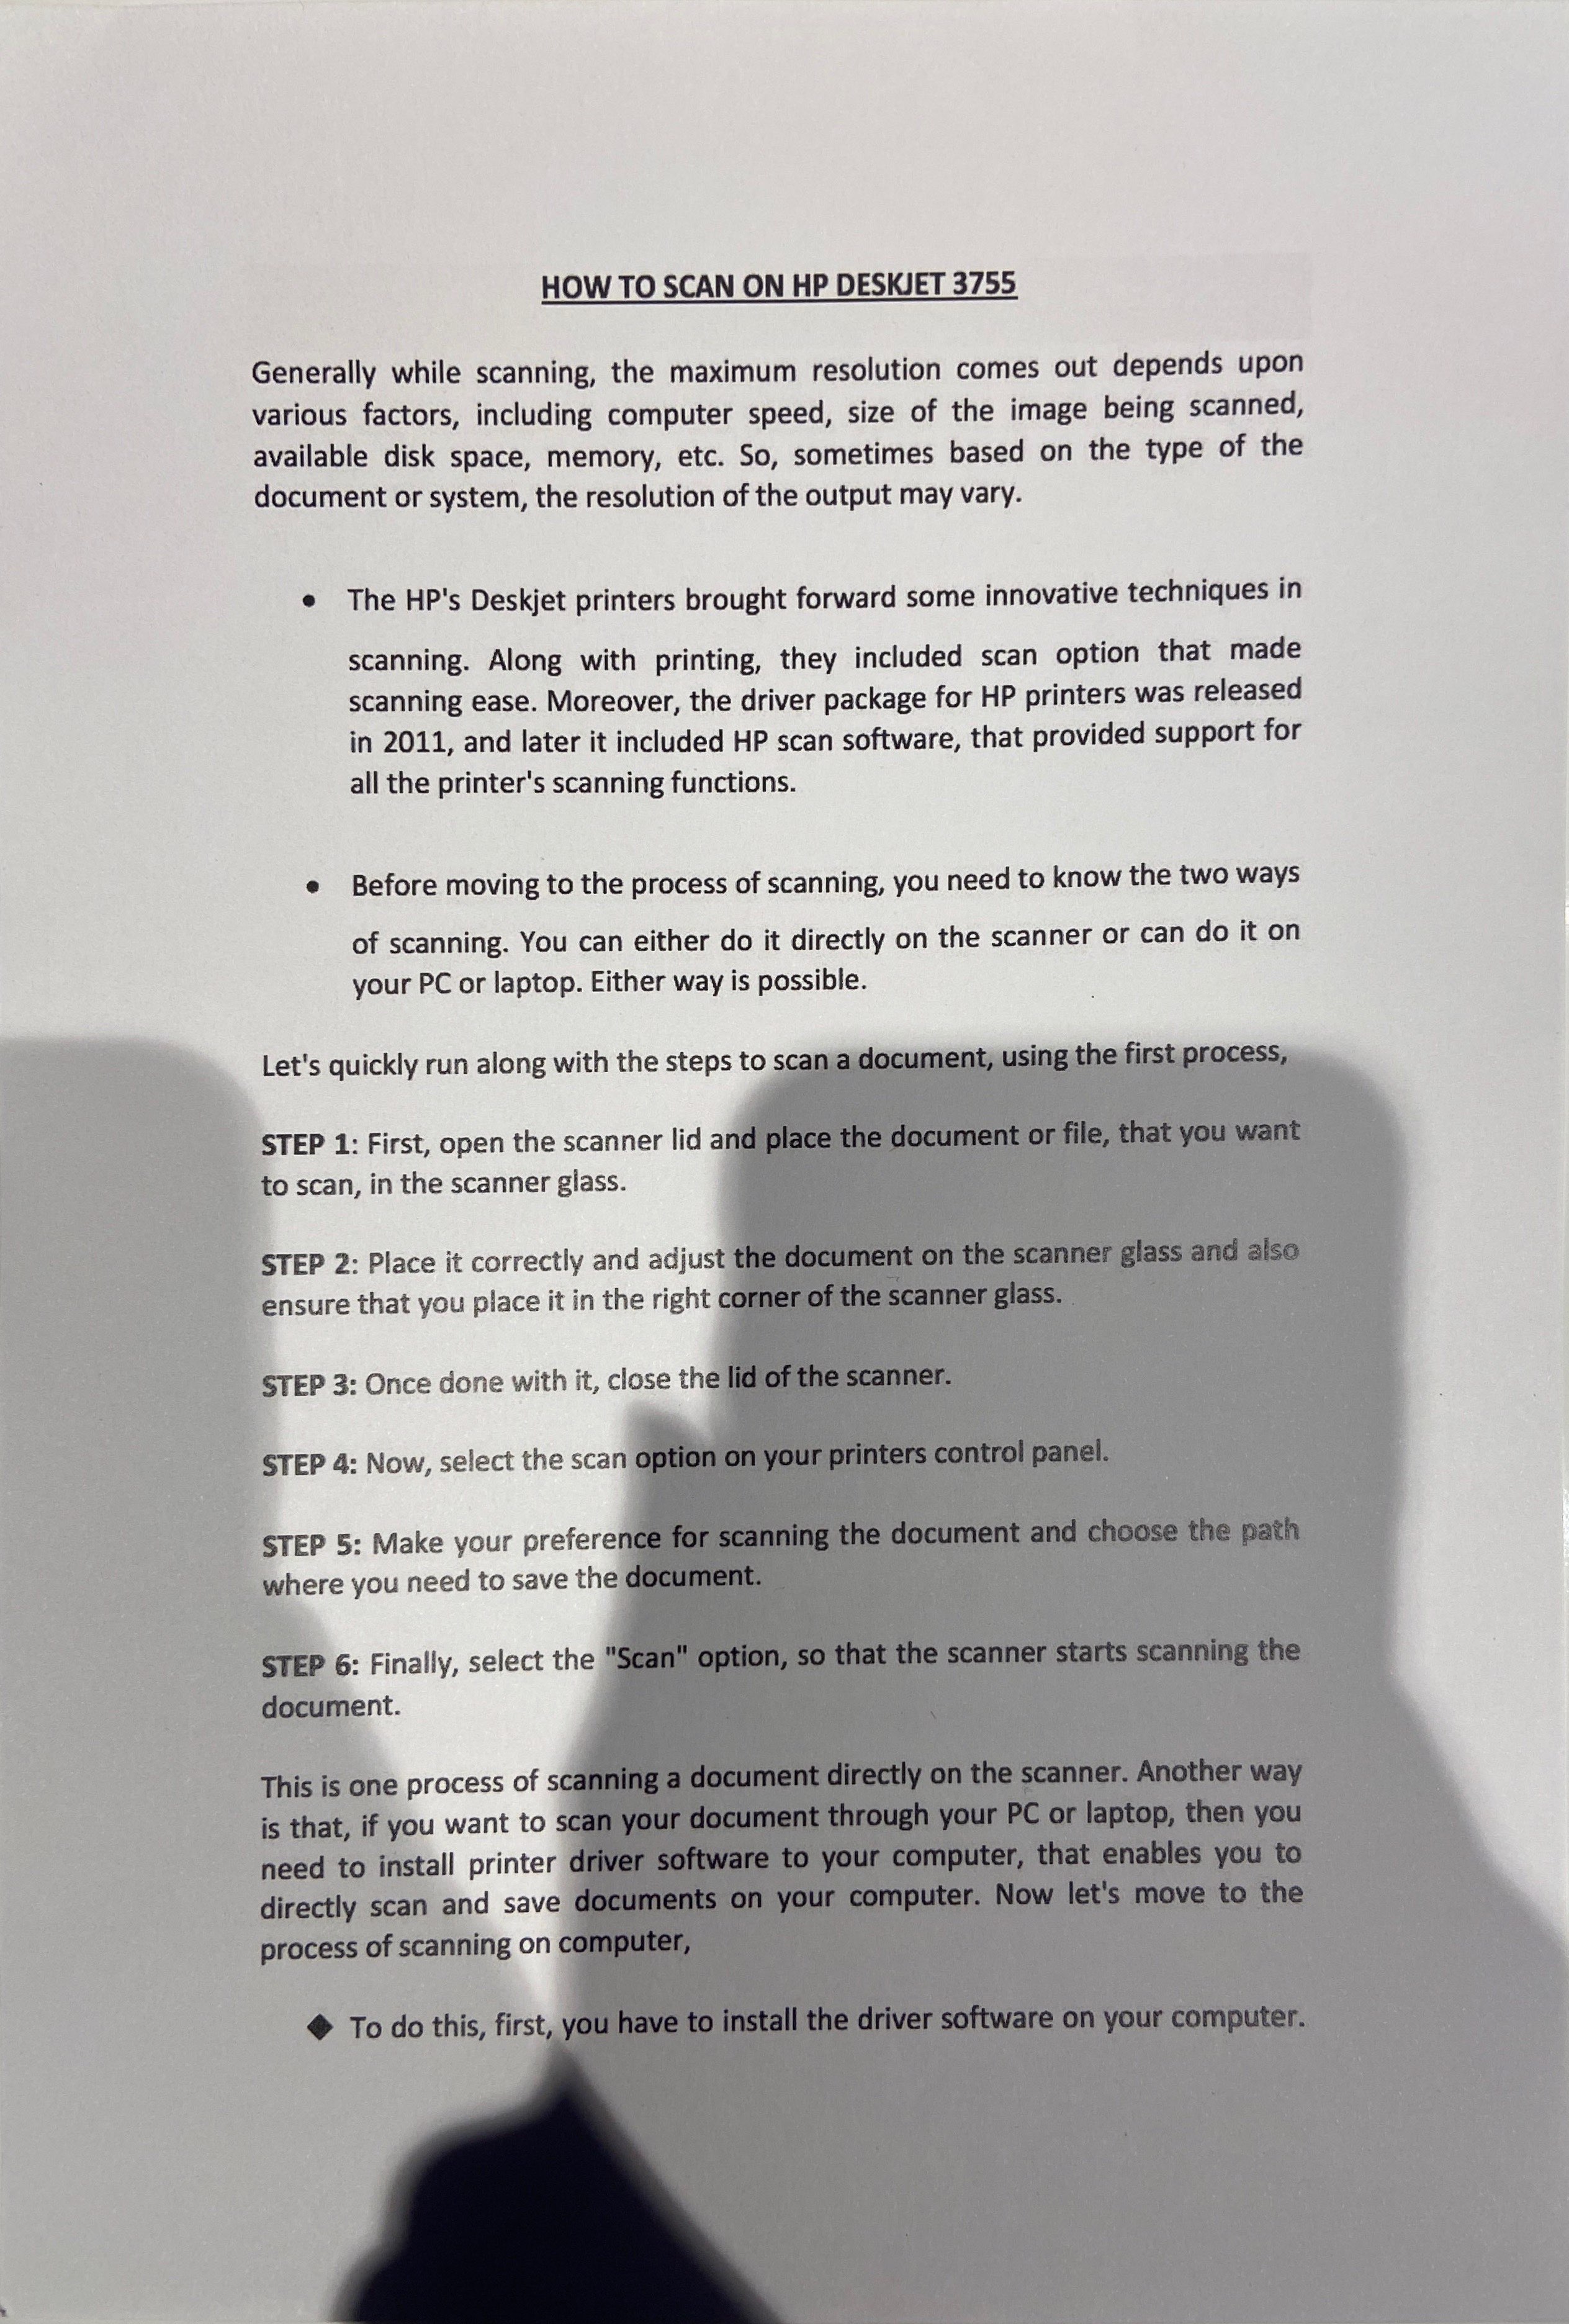 HOW TO SCAN ON HP DESKJET 3755
Generally while scanning, the maximum resolution comes out depends upon
various factors, including computer speed, size of the image being scanned,
available disk space, memory, etc. So, sometimes based on the type of the
document or system, the resolution of the output may vary.
• The HP's Deskjet printers brought forward some innovative techniques in
scanning. Along with printing, they included scan option that made
scanning ease. Moreover, the driver package for HP printers was released
in 2011, and later it included HP scan software, that provided support for
all the printer's scanning functions.
• Before moving to the process of scanning, you need to know the two ways
of scanning. You can either do it directly on the scanner or can do it on
your PC or laptop. Either way is possible.
Let's quickly run along with the steps to scan a document, using the first process,
STEP 1: First, open the scanner lid and place the document or file, that you want
to scan, in the scanner glass.
STEP 2: Place it correctly and adjust the document on the scanner glass and also
ensure that you place it in the right corner of the scanner glass.
STEP 3: Once done with it, close the lid of the scanner.
STEP 4: Now, select the scan option on your printers control panel.
STEP 5: Make your preference for scanning the document and choose the path
where you need to save the document.
STEP 6: Finally, select the "Scan" option, so that the scanner starts scanning the
document.
This is one process of scanning a document directly on the scanner. Another way
is that, if you want to scan your document through your PC or laptop, then you
need to install printer driver software to your computer, that enables you to
directly scan and save documents on your computer. Now let's move to the
process of scanning on computer,
◆ To do this, first, you have to install the driver software on your computer.